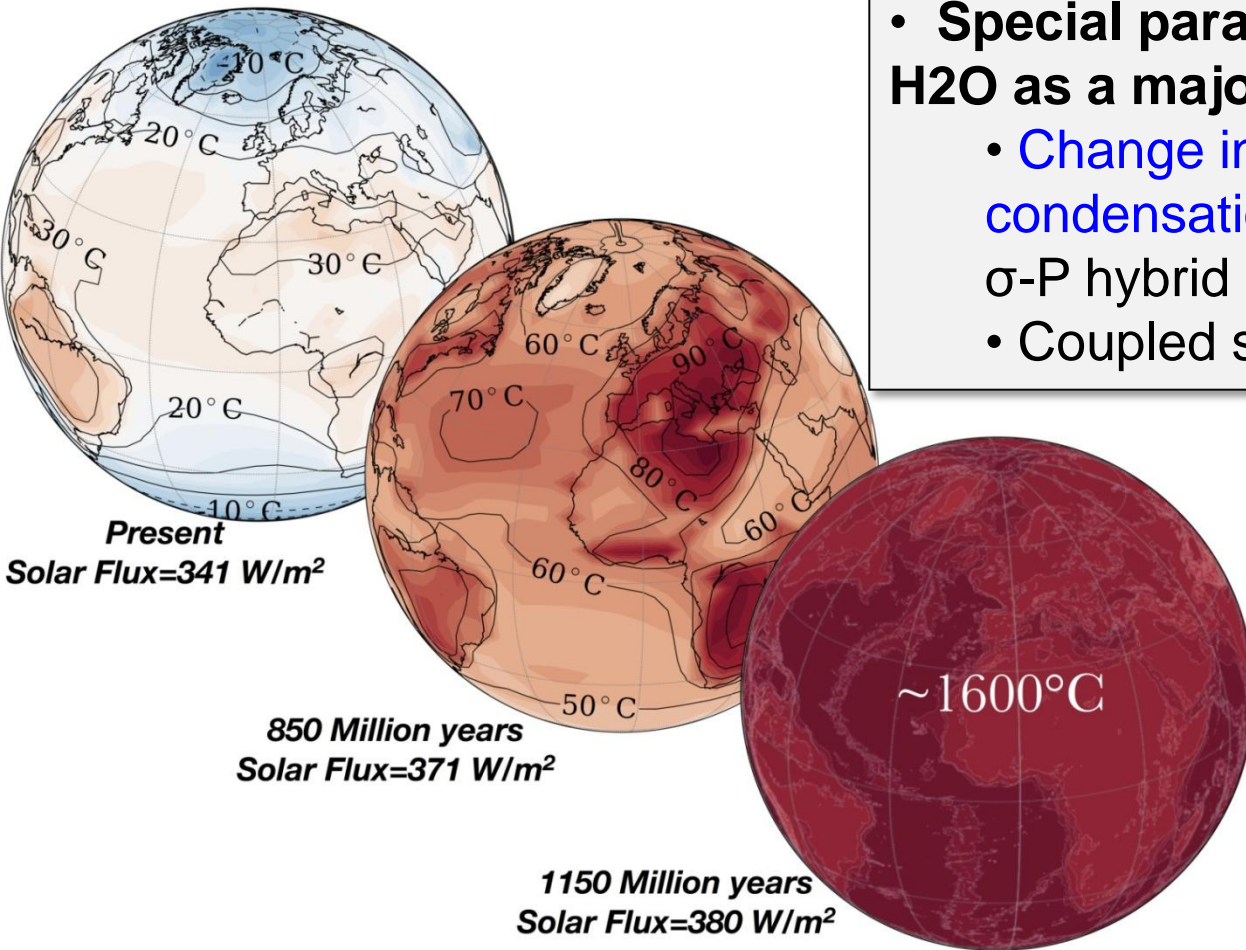 -10°C
20°C
30°C
30°C
20°C
-10°C
Present
Solar Flux=341 W/m²
• Special para
H2O as a majo
• Change in
condensatio
σ-P hybrid
• Coupled s
60°C
90°C
70°C
80°C
60°C
60°C
50°C
850 Million years
Solar Flux=371 W/m²
~1600°C
1150 Million years
Solar Flux=380 W/m²